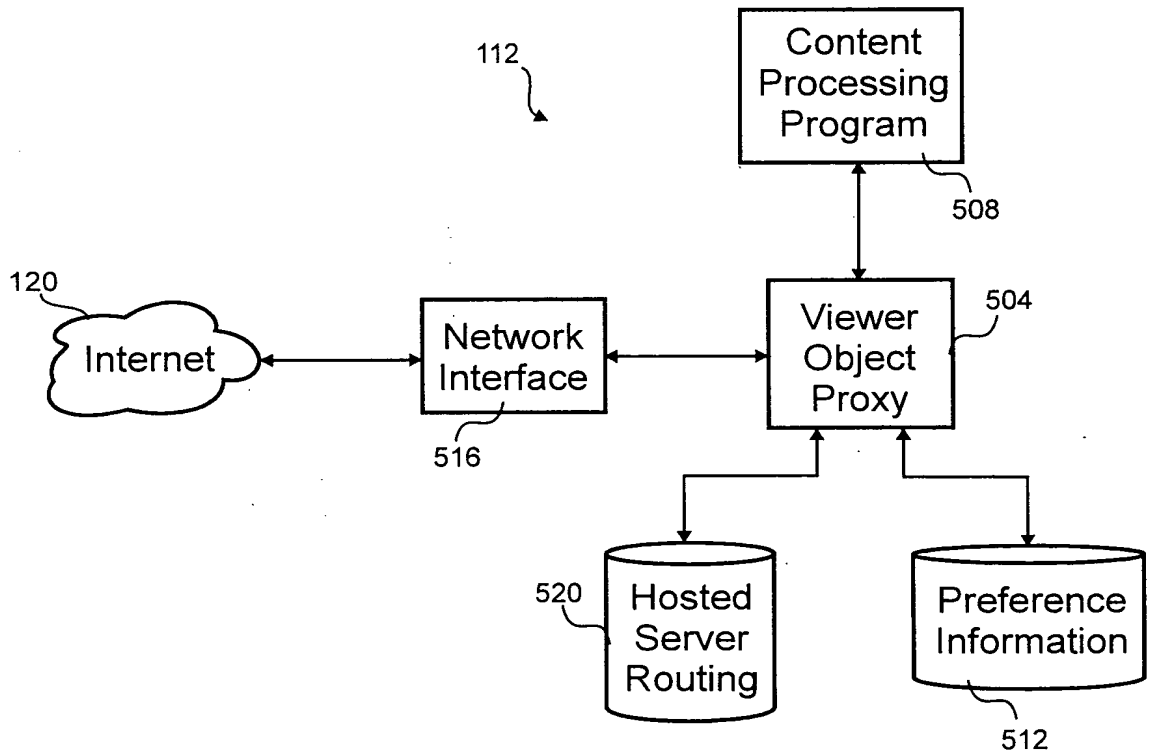 112
Content
Processing
Program
508
120
Internet
Network
Interface
516
Viewer
Object
Proxy
504
520
Hosted
Server
Routing
Preference
Information
512